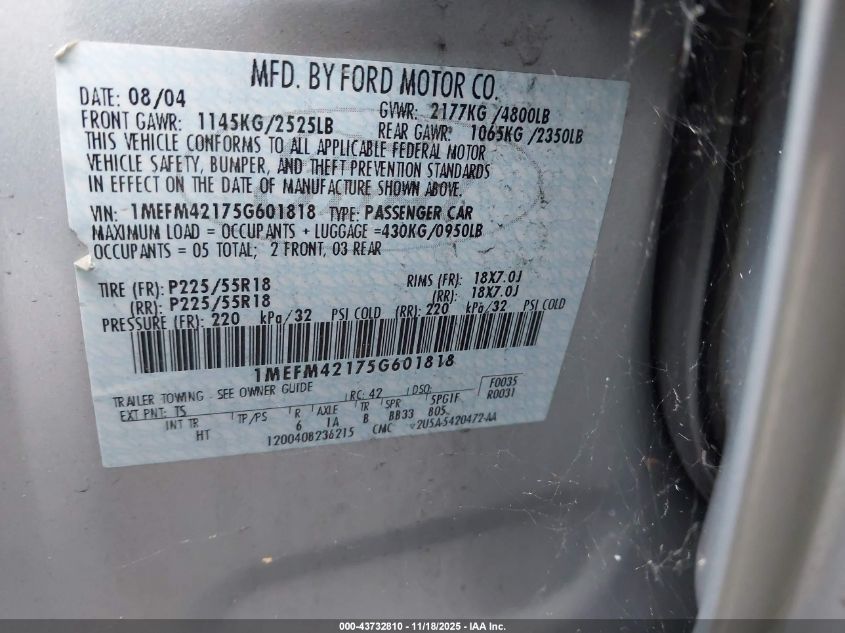 MFD. BY FORD MOTOR CO.
DATE: 08/04 GVWR: 2177KG /4800LB
FRONT GAWR: 1145KG/2525LB REAR GAWR: 1065KG /2350LB
THIS VEHICLE CONFORMS TO ALL APPLICABLE FEDERAL MOTOR
VEHICLE SAFETY, BUMPER, AND THEFT PREVENTION STANDARDS
IN EFFECT ON THE DATE OF MANUFACTURE SHOWN ABOVE.
VIN: 1MEFM42175G601818 TYPE: PASSENGER CAR
MAXIMUM LOAD = OCCUPANTS + LUGGAGE =430KG/0950LB
OCCUPANTS = 05 TOTAL; 2 FRONT, 03 REAR
TIRE (FR): P225/55R18 RIMS (FR): 18X7.0J
(RR): P225/55R18 (RR): 18X7.0J
PRESSURE (FR): 220 kPa/32 PSI COLD (RR): 220 kPa/32 PSI COLD
1MEFM42175G601818
TRAILER TOWING - SEE OWNER GUIDE RC: 42 DSO: F0035
EXT PNT: TS R0031
INT TR TP/PS R AXLE TR SPR SPGIF
HT 6 1A B BB33 805
1200408236215 CMC 2U5A-5420472-AA
000-43732810 - 11/18/2025 - IAA Inc.